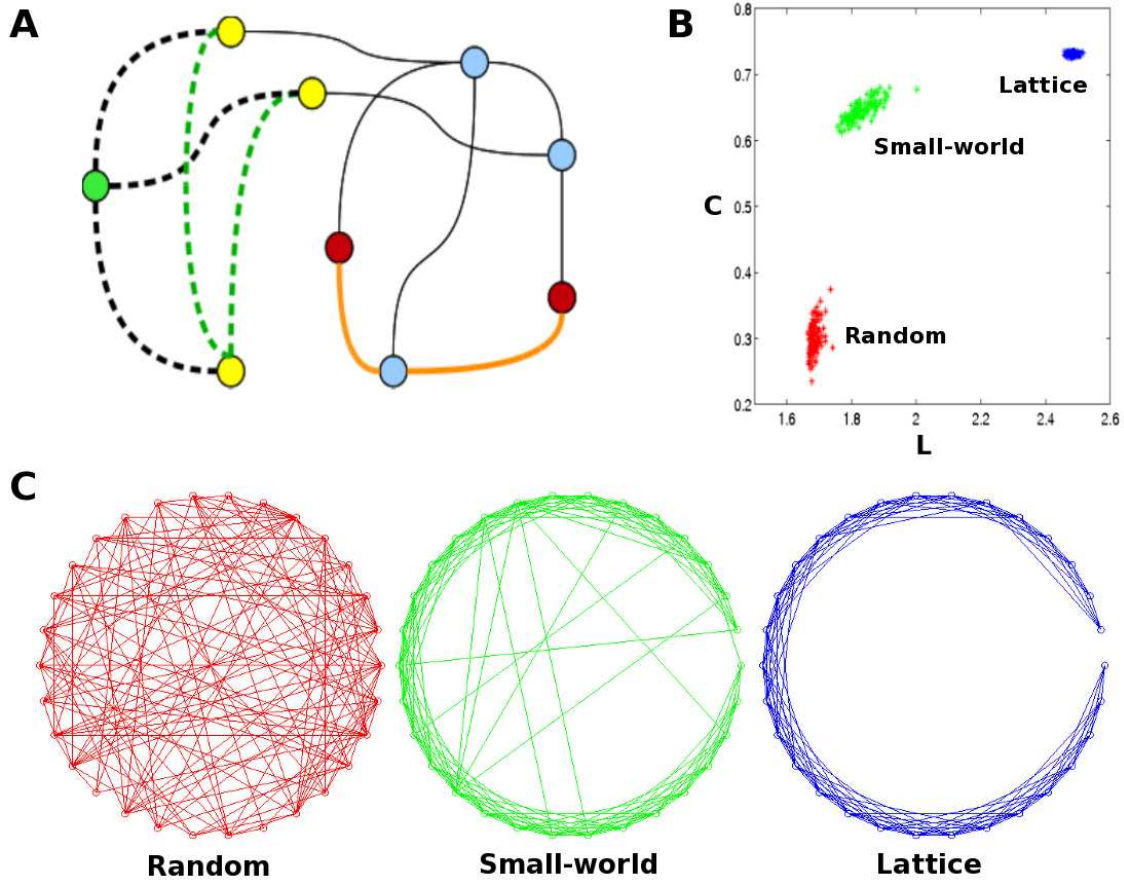 A
B
0.8
0.7
0.6
0.5
0.4
0.3
0.2
C
Lattice
Small-world
Random
1.6
1.8
2
2.2
2.4
2.6
L
C
Random
Small-world
Lattice